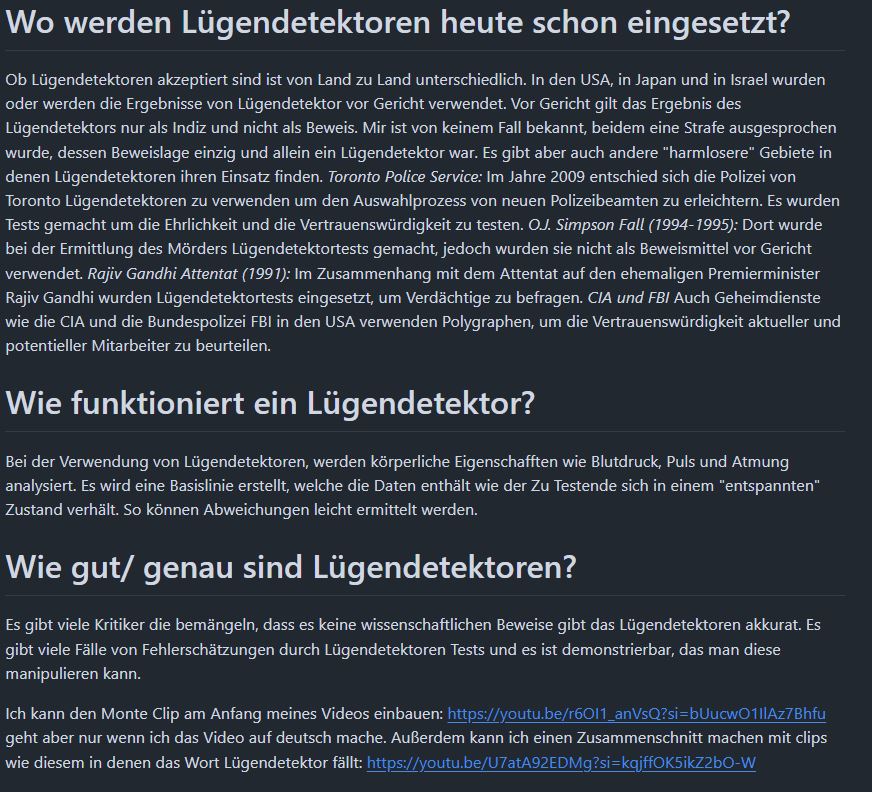 Wo werden Lügendetektoren heute schon eingesetzt?
Ob Lügendetektoren akzeptiert sind ist von Land zu Land unterschiedlich. In den USA, in Japan und in Israel wurden
oder werden die Ergebnisse von Lügendetektor vor Gericht verwendet. Vor Gericht gilt das Ergebnis des
Lügendetektors nur als Indiz und nicht als Beweis. Mir ist von keinem Fall bekannt, beidem eine Strafe ausgesprochen
wurde, dessen Beweislage einzig und allein ein Lügendetektor war. Es gibt aber auch andere "harmlosere" Gebiete in
denen Lügendetektoren ihren Einsatz finden. Toronto Police Service: Im Jahre 2009 entschied sich die Polizei von
Toronto Lügendetektoren zu verwenden um den Auswahlprozess von neuen Polizeibeamten zu erleichtern. Es wurden
Tests gemacht um die Ehrlichkeit und die Vertrauenswürdigkeit zu testen. O.J. Simpson Fall (1994-1995): Dort wurde
bei der Ermittlung des Mörders Lügendetektortests gemacht, jedoch wurden sie nicht als Beweismittel vor Gericht
verwendet. Rajiv Gandhi Attentat (1991): Im Zusammenhang mit dem Attentat auf den ehemaligen Premierminister
Rajiv Gandhi wurden Lügendetektortests eingesetzt, um Verdächtige zu befragen. CIA und FBI Auch Geheimdienste
wie die CIA und die Bundespolizei FBI in den USA verwenden Polygraphen, um die Vertrauenswürdigkeit aktueller und
potentieller Mitarbeiter zu beurteilen.
Wie funktioniert ein Lügendetektor?
Bei der Verwendung von Lügendetektoren, werden körperliche Eigenschafften wie Blutdruck, Puls und Atmung
analysiert. Es wird eine Basislinie erstellt, welche die Daten enthält wie der Zu Testende sich in einem "entspannten"
Zustand verhält. So können Abweichungen leicht ermittelt werden.
Wie gut/ genau sind Lügendetektoren?
Es gibt viele Kritiker die bemängeln, dass es keine wissenschaftlichen Beweise gibt das Lügendetektoren akkurat. Es
gibt viele Fälle von Fehlerschätzungen durch Lügendetektoren Tests und es ist demonstrierbar, das man diese
manipulieren kann.
Ich kann den Monte Clip am Anfang meines Videos einbauen: https://youtu.be/r6OI1_anVsQ?si=bUucwO1IlAz7Bhfu
geht aber nur wenn ich das Video auf deutsch mache. Außerdem kann ich einen Zusammenschnitt machen mit clips
wie diesem in denen das Wort Lügendetektor fällt: https://youtu.be/U7atA92EDMg?si=kqjffOK5ikZ2bO-W